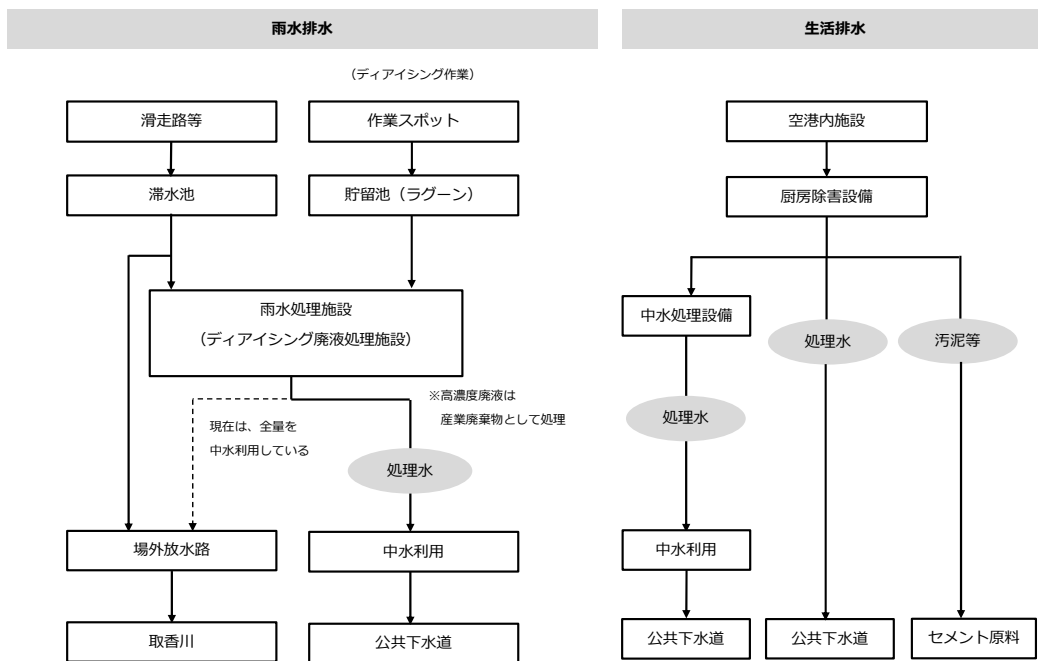 雨水排水
生活排水
（ディアイシング作業）
滑走路等
作業スポット
空港内施設
滞水池
貯留池（ラグーン）
厨房除害設備
雨水処理施設
（ディアイシング廃液処理施設）
中水処理設備
処理水
汚泥等
※高濃度廃液は
産業廃棄物として処理
現在は、全量を
中水利用している
処理水
処理水
場外放水路
中水利用
中水利用
取香川
公共下水道
公共下水道
公共下水道
セメント原料